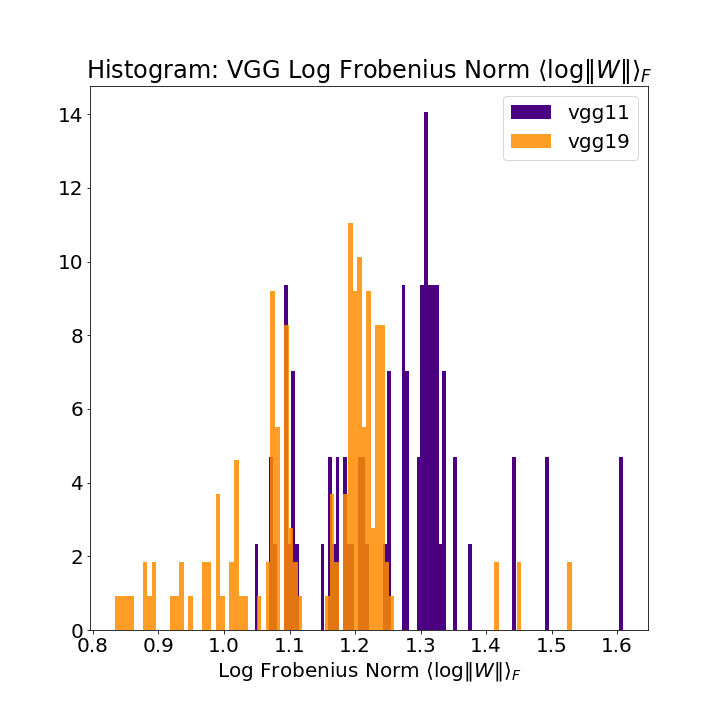 Histogram: VGG Log Frobenius Norm ⟨log‖W‖⟩F
vgg11
vgg19
14
12
10
8
6
4
2
0
0.8 0.9 1.0 1.1 1.2 1.3 1.4 1.5 1.6
Log Frobenius Norm ⟨log‖W‖⟩F